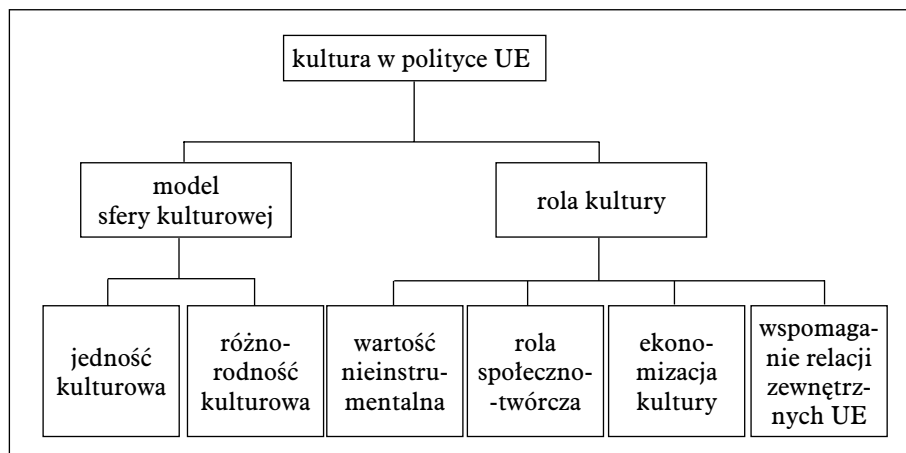 kultura w polityce UE
model
sfery kulturowej
rola kultury
jedność
kulturowa
różno-
rodność
kulturowa
wartość
nieinstru-
mentalna
rola
społeczno-
-twórcza
ekono-
mizacja
kultury
wspomaga-
nie relacji
zewnętrz-
nych UE